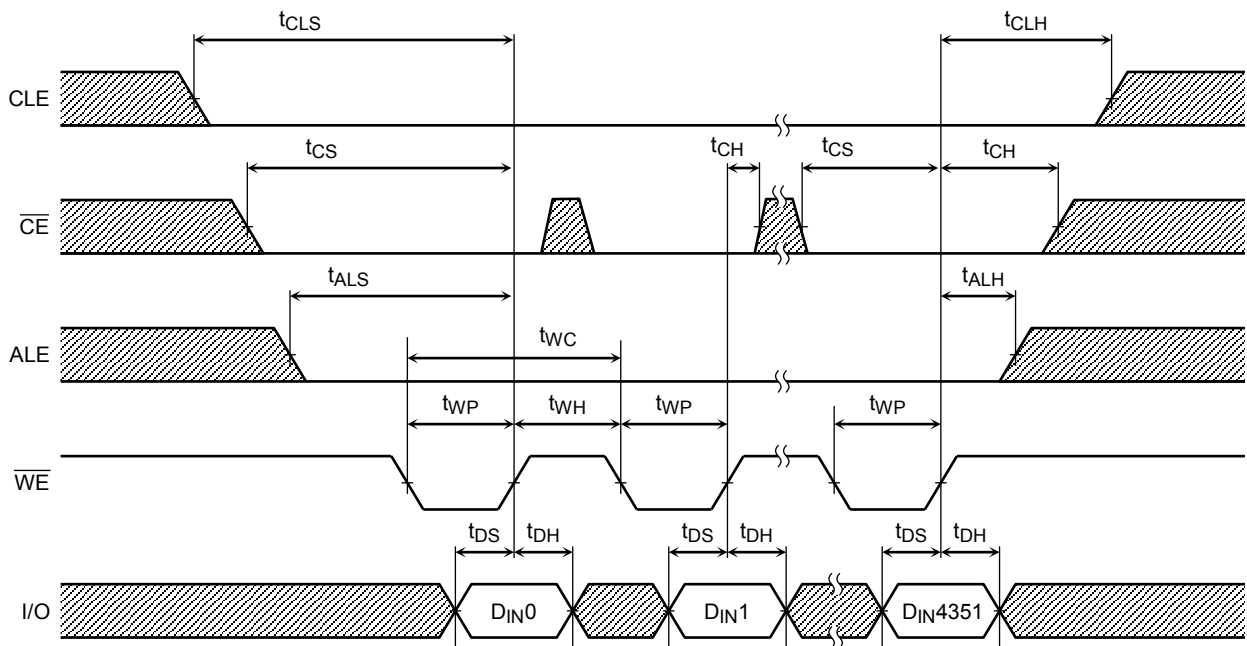 tCLS tCLH
CLE
tCS tCH tCS tCH
CE
tALS tALH
ALE
tWC
tWP tWH tWP tWP
WE
tDS tDH tDS tDH tDS tDH
I/O DIN0 DIN1 DIN4351